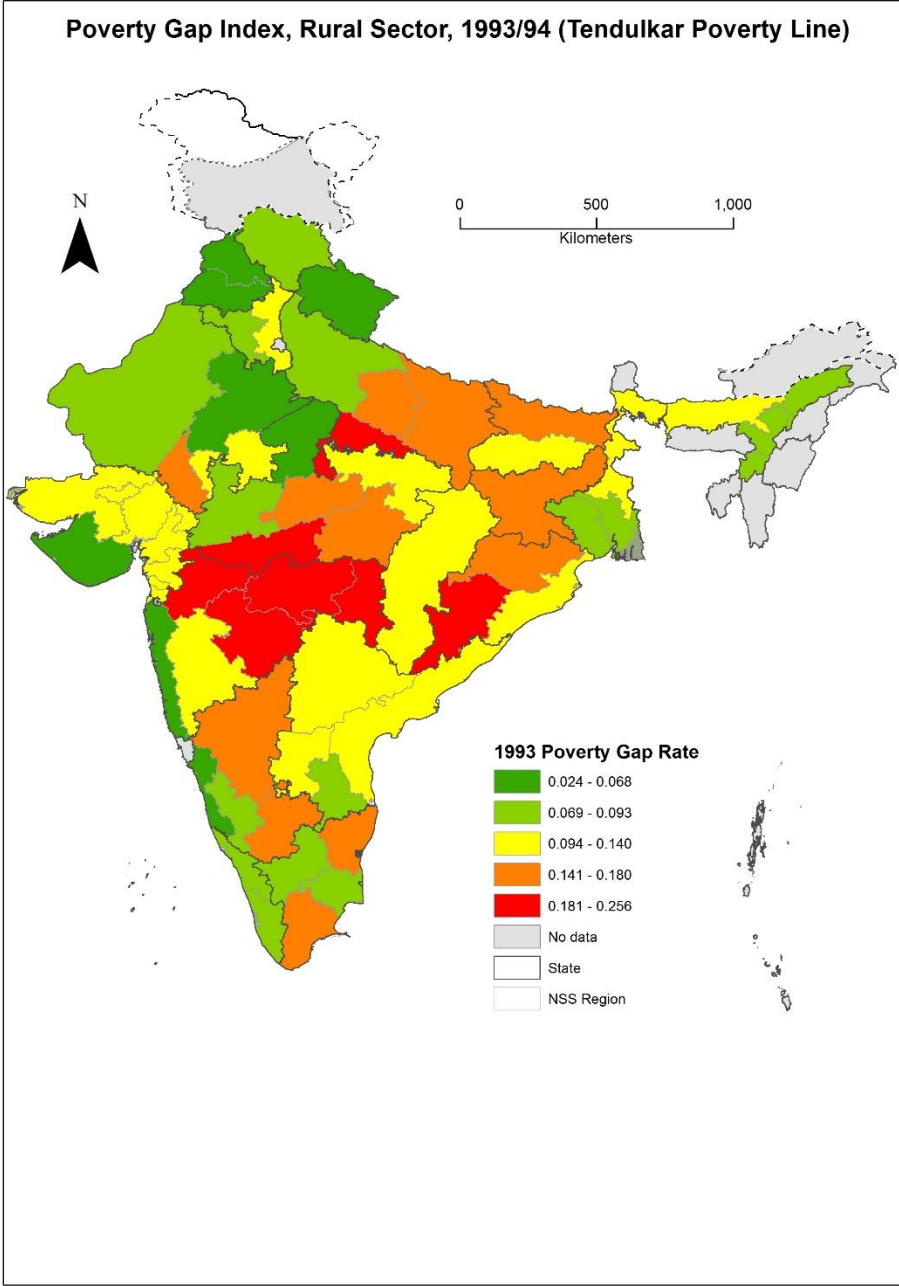 Poverty Gap Index, Rural Sector, 1993/94 (Tendulkar Poverty Line)
N
0 500 1,000
Kilometers
1993 Poverty Gap Rate
0.024 - 0.068
0.069 - 0.093
0.094 - 0.140
0.141 - 0.180
0.181 - 0.256
No data
State
NSS Region